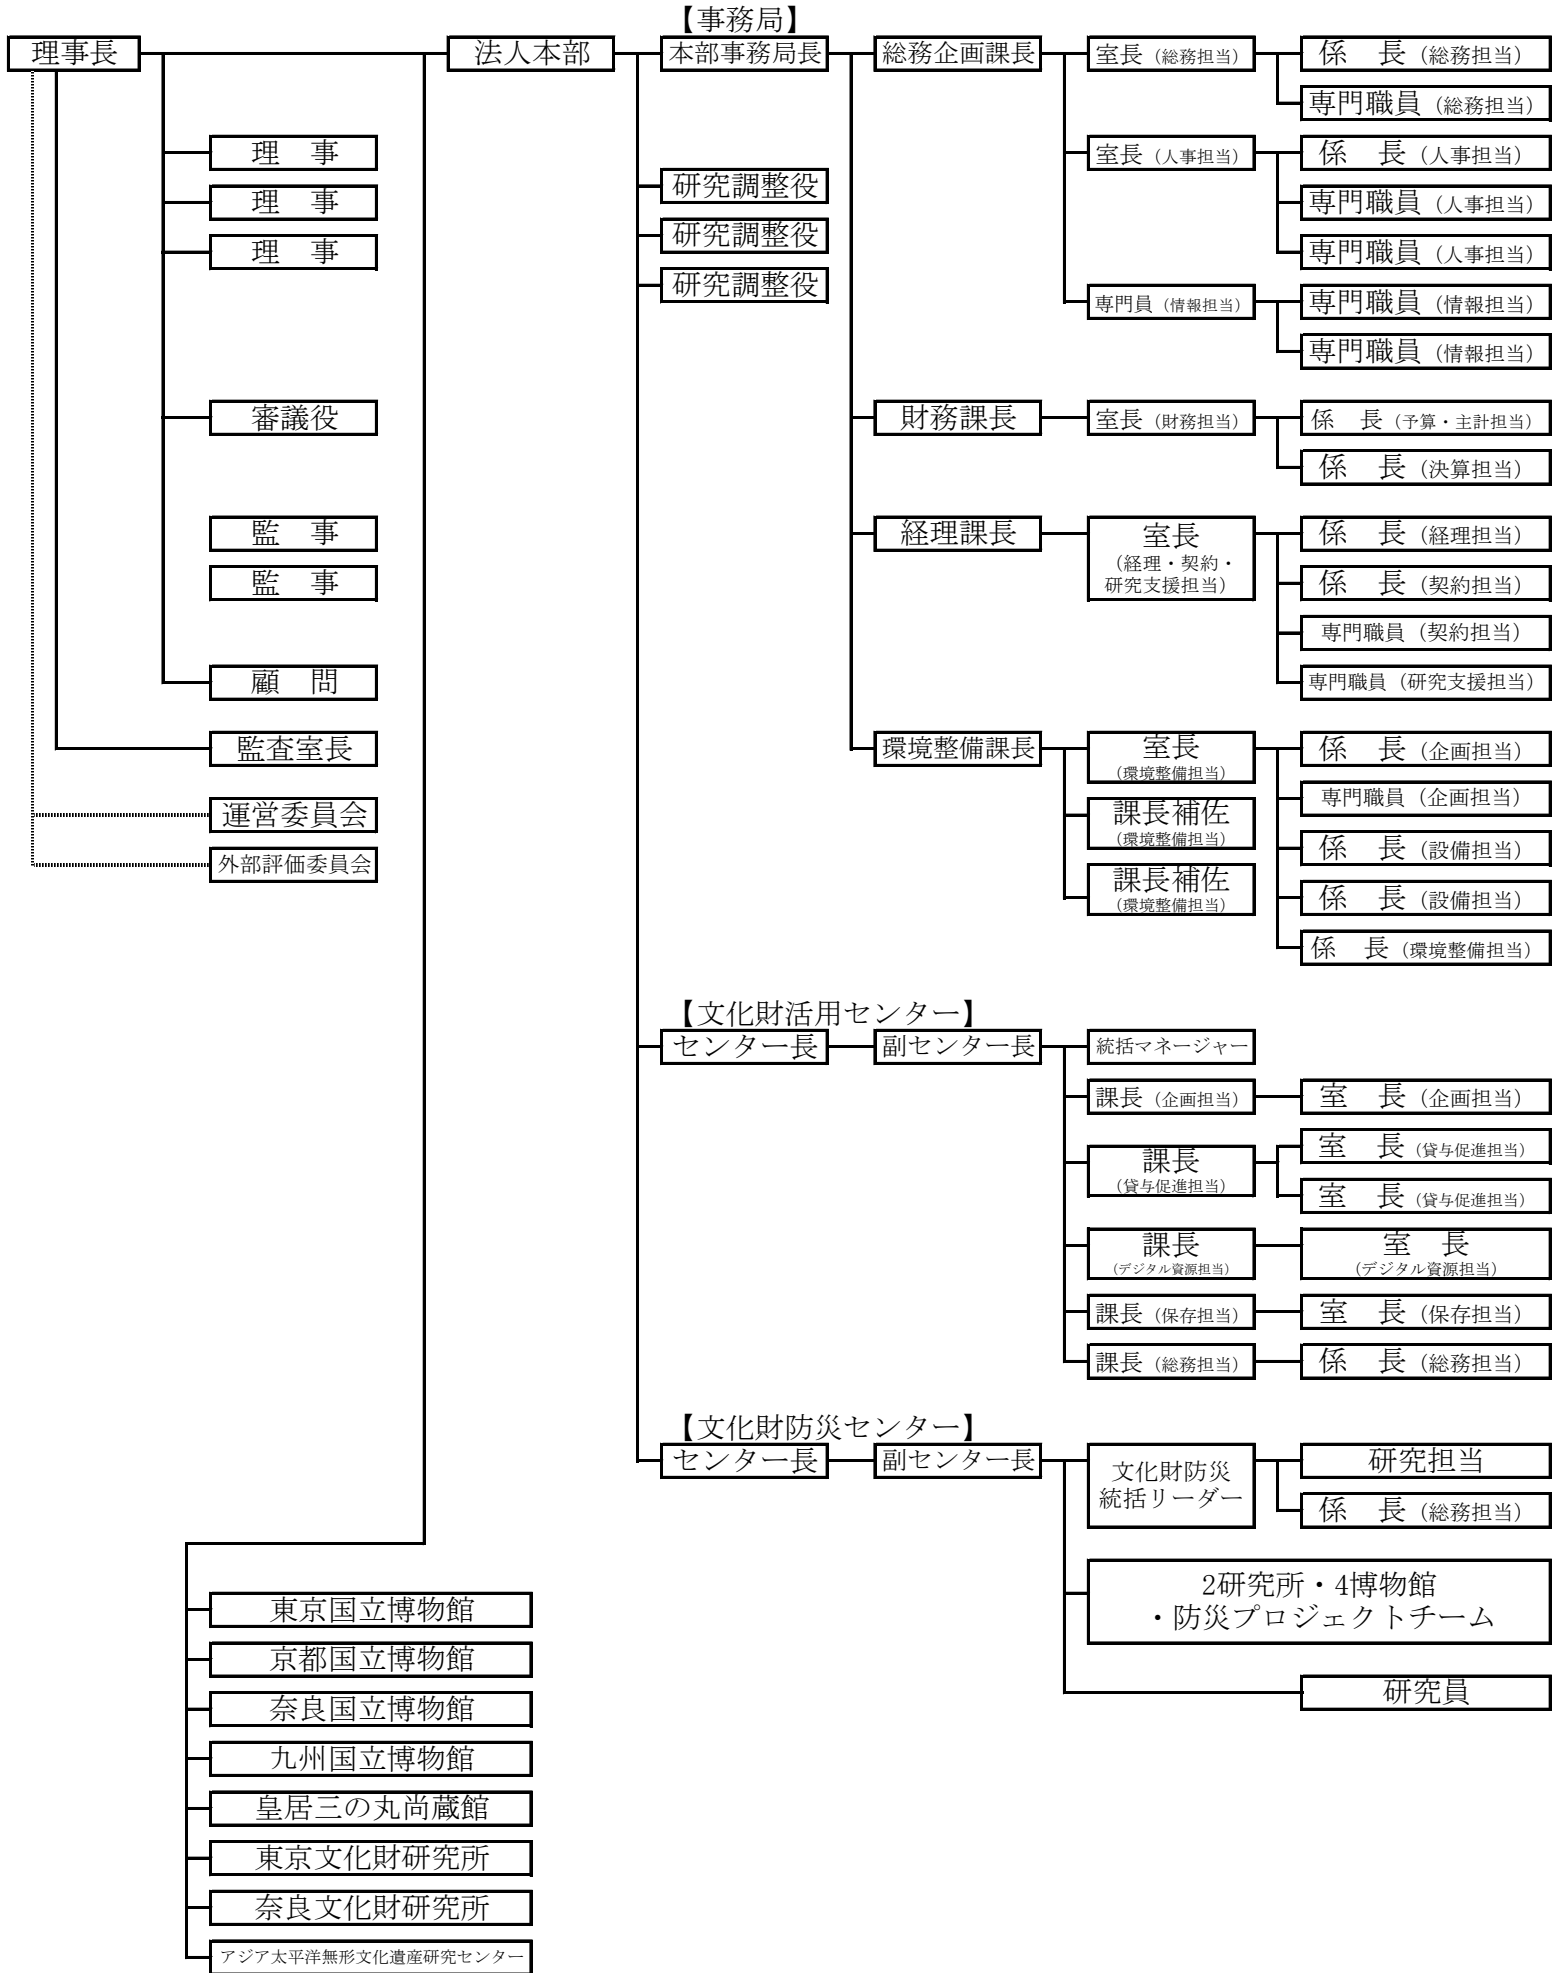 【事務局】
理事長
法人本部
本部事務局長
総務企画課長
室長（総務担当）
係　長（総務担当）
専門職員（総務担当）
理　事
室長（人事担当）
係　長（人事担当）
研究調整役
理　事
専門職員（人事担当）
研究調整役
理　事
専門職員（人事担当）
研究調整役
専門員（情報担当）
専門職員（情報担当）
専門職員（情報担当）
審議役
財務課長
室長（財務担当）
係　長（予算・主計担当）
係　長（決算担当）
監　事
経理課長
室長
（経理・契約・
研究支援担当）
係　長（経理担当）
監　事
係　長（契約担当）
専門職員（契約担当）
顧　問
専門職員（研究支援担当）
監査室長
環境整備課長
室長
（環境整備担当）
係　長（企画担当）
運営委員会
課長補佐
（環境整備担当）
専門職員（企画担当）
外部評価委員会
係　長（設備担当）
課長補佐
（環境整備担当）
係　長（設備担当）
係　長（環境整備担当）
【文化財活用センター】
センター長
副センター長
統括マネージャー
課長（企画担当）
室　長（企画担当）
課長
（貸与促進担当）
室　長（貸与促進担当）
室　長（貸与促進担当）
課長
（デジタル資源担当）
室　長
（デジタル資源担当）
課長（保存担当）
室　長（保存担当）
課長（総務担当）
係　長（総務担当）
【文化財防災センター】
センター長
副センター長
文化財防災
統括リーダー
研究担当
係　長（総務担当）
2研究所・4博物館
・防災プロジェクトチーム
研究員
東京国立博物館
京都国立博物館
奈良国立博物館
九州国立博物館
皇居三の丸尚蔵館
東京文化財研究所
奈良文化財研究所
アジア太平洋無形文化遺産研究センター